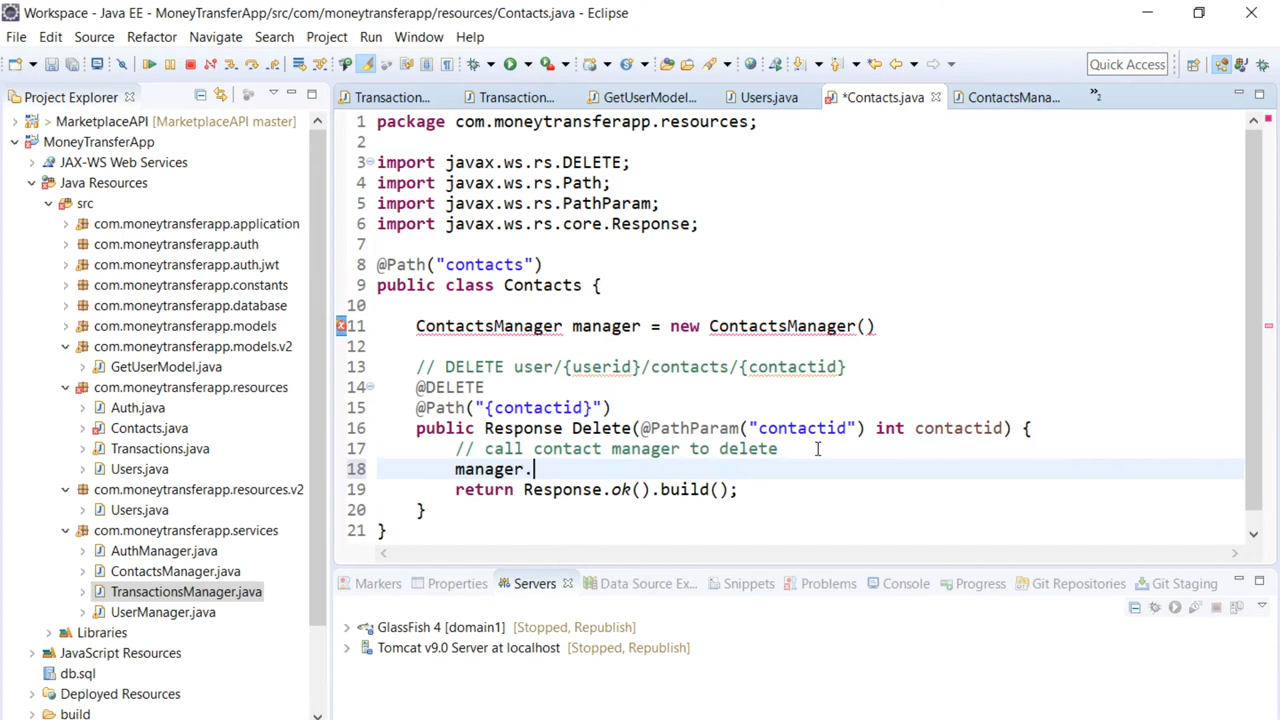 Workspace - Java EE - MoneyTransferApp/src/com/moneytransferapp/resources/Contacts.java - Eclipse
File Edit Source Refactor Navigate Search Project Run Window Help
Quick Access
Project Explorer
Transaction...
Transaction...
GetUserModel...
Users.java
*Contacts.java
ContactsMana...
»2
MarketplaceAPI [MarketplaceAPI master]
MoneyTransferApp
JAX-WS Web Services
Java Resources
src
com.moneytransferapp.application
com.moneytransferapp.auth
com.moneytransferapp.auth.jwt
com.moneytransferapp.constants
com.moneytransferapp.database
com.moneytransferapp.models
com.moneytransferapp.models.v2
GetUserModel.java
com.moneytransferapp.resources
Auth.java
Contacts.java
Transactions.java
Users.java
com.moneytransferapp.resources.v2
Users.java
com.moneytransferapp.services
AuthManager.java
ContactsManager.java
TransactionsManager.java
UserManager.java
Libraries
JavaScript Resources
db.sql
Deployed Resources
build
1 package com.moneytransferapp.resources;
2
3 import javax.ws.rs.DELETE;
4 import javax.ws.rs.Path;
5 import javax.ws.rs.PathParam;
6 import javax.ws.rs.core.Response;
7
8 @Path("contacts")
9 public class Contacts {
10
11 ContactsManager manager = new ContactsManager()
12
13 // DELETE user/{userid}/contacts/{contactid}
14 @DELETE
15 @Path("{contactid}")
16 public Response Delete(@PathParam("contactid") int contactid) {
17 // call contact manager to delete
18 manager.
19 return Response.ok().build();
20 }
21 }
Markers Properties Servers Data Source Ex... Snippets Problems Console Progress Git Repositories Git Staging
GlassFish 4 [domain1] [Stopped, Republish]
Tomcat v9.0 Server at localhost [Stopped, Republish]